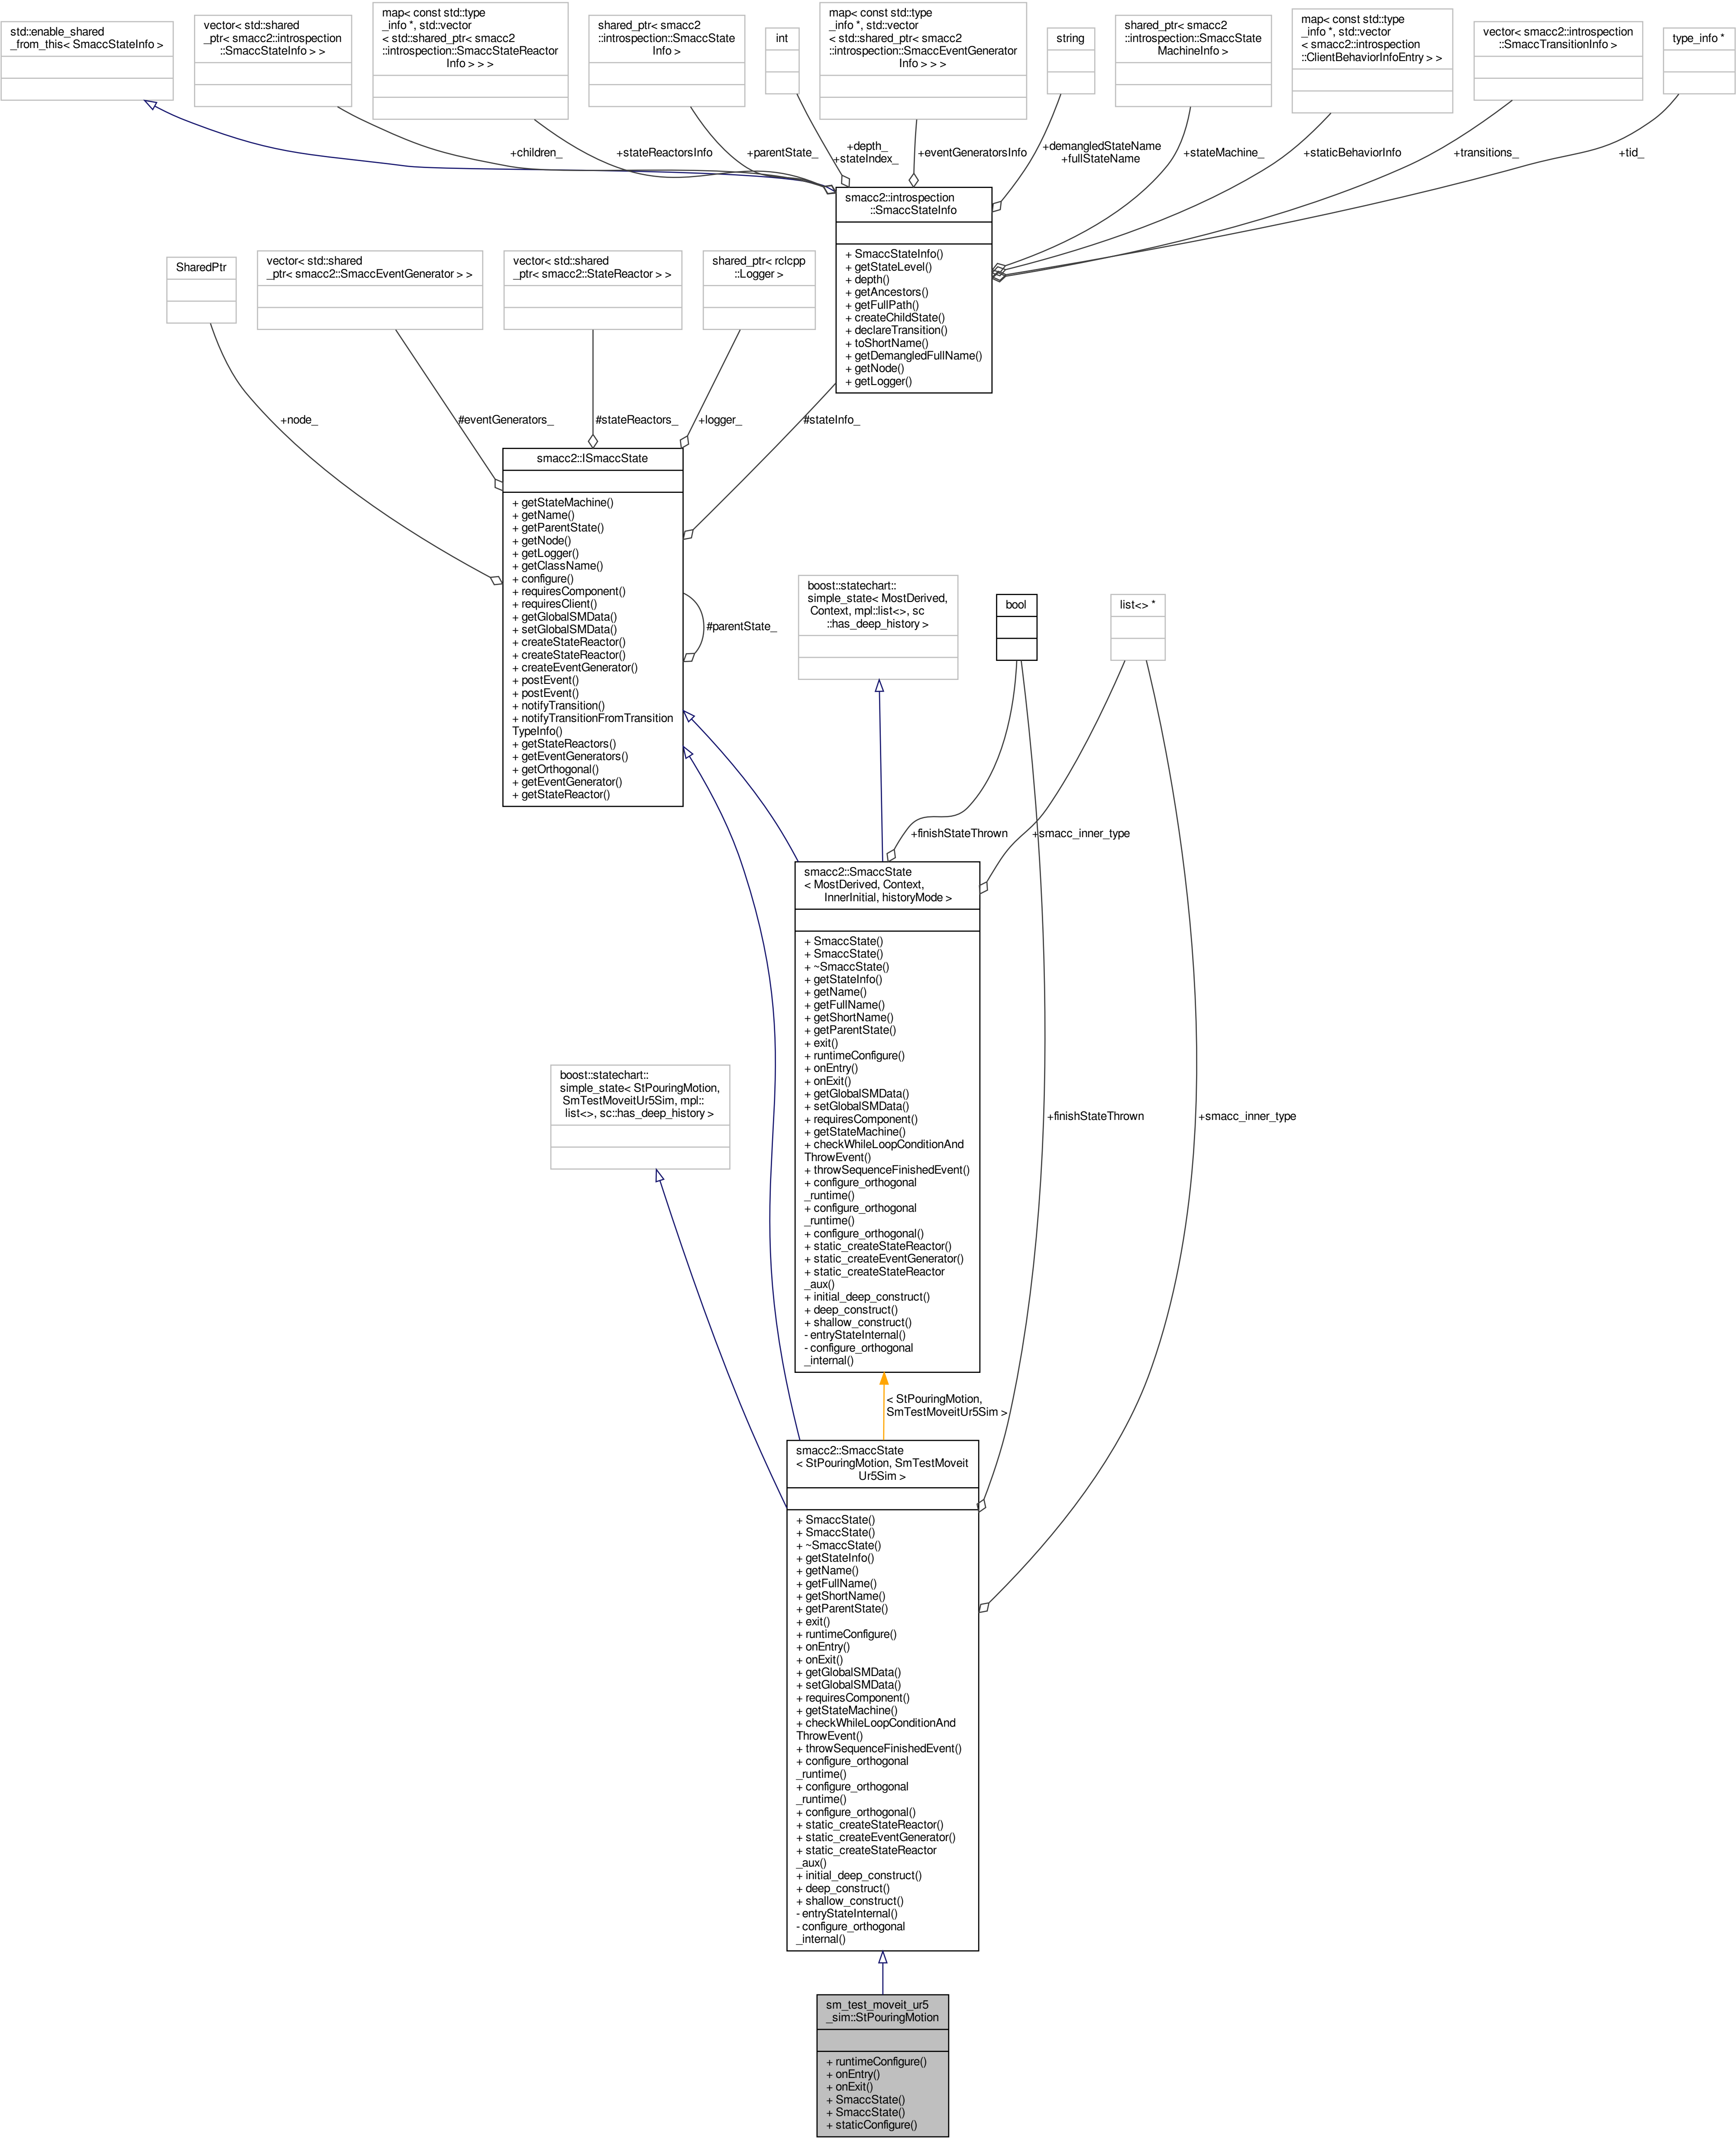 std::enable_shared
_from_this< SmaccStateInfo >
vector< std::shared
_ptr< smacc2::introspection
::SmaccStateInfo > >
map< const std::type
_info *, std::vector
< std::shared_ptr< smacc2
::introspection::SmaccStateReactor
Info > > >
shared_ptr< smacc2
::introspection::SmaccState
Info >
int
map< const std::type
_info *, std::vector
< std::shared_ptr< smacc2
::introspection::SmaccEventGenerator
Info > > >
string
shared_ptr< smacc2
::introspection::SmaccState
MachineInfo >
map< const std::type
_info *, std::vector
< smacc2::introspection
::ClientBehaviorInfoEntry > >
vector< smacc2::introspection
::SmaccTransitionInfo >
type_info *
+children_
+stateReactorsInfo
+parentState_
+depth_
+stateIndex_
+eventGeneratorsInfo
+demangledStateName
+fullStateName
+stateMachine_
+staticBehaviorInfo
+transitions_
+tid_
smacc2::introspection
::SmaccStateInfo
+ SmaccStateInfo()
+ getStateLevel()
+ depth()
+ getAncestors()
+ getFullPath()
+ createChildState()
+ declareTransition()
+ toShortName()
+ getDemangledFullName()
+ getNode()
+ getLogger()
SharedPtr
vector< std::shared
_ptr< smacc2::SmaccEventGenerator > >
vector< std::shared
_ptr< smacc2::StateReactor > >
shared_ptr< rclcpp
::Logger >
+node_
#eventGenerators_
#stateReactors_
+logger_
#stateInfo_
smacc2::ISmaccState
+ getStateMachine()
+ getName()
+ getParentState()
+ getNode()
+ getLogger()
+ getClassName()
+ configure()
+ requiresComponent()
+ requiresClient()
+ getGlobalSMData()
+ setGlobalSMData()
+ createStateReactor()
+ createStateReactor()
+ createEventGenerator()
+ postEvent()
+ postEvent()
+ notifyTransition()
+ notifyTransitionFromTransition
TypeInfo()
+ getStateReactors()
+ getEventGenerators()
+ getOrthogonal()
+ getEventGenerator()
+ getStateReactor()
#parentState_
boost::statechart::
simple_state< MostDerived,
Context, mpl::list<>, sc
::has_deep_history >
bool
list<> *
+finishStateThrown
+smacc_inner_type
smacc2::SmaccState
< MostDerived, Context,
InnerInitial, historyMode >
+ SmaccState()
+ SmaccState()
+ ~SmaccState()
+ getStateInfo()
+ getName()
+ getFullName()
+ getShortName()
+ getParentState()
+ exit()
+ runtimeConfigure()
+ onEntry()
+ onExit()
+ getGlobalSMData()
+ setGlobalSMData()
+ requiresComponent()
+ getStateMachine()
+ checkWhileLoopConditionAnd
ThrowEvent()
+ throwSequenceFinishedEvent()
+ configure_orthogonal
_runtime()
+ configure_orthogonal
_runtime()
+ configure_orthogonal()
+ static_createStateReactor()
+ static_createEventGenerator()
+ static_createStateReactor
_aux()
+ initial_deep_construct()
+ deep_construct()
+ shallow_construct()
- entryStateInternal()
- configure_orthogonal
_internal()
boost::statechart::
simple_state< StPouringMotion,
SmTestMoveitUr5Sim, mpl::
list<>, sc::has_deep_history >
+finishStateThrown
+smacc_inner_type
< StPouringMotion,
SmTestMoveitUr5Sim >
smacc2::SmaccState
< StPouringMotion, SmTestMoveit
Ur5Sim >
+ SmaccState()
+ SmaccState()
+ ~SmaccState()
+ getStateInfo()
+ getName()
+ getFullName()
+ getShortName()
+ getParentState()
+ exit()
+ runtimeConfigure()
+ onEntry()
+ onExit()
+ getGlobalSMData()
+ setGlobalSMData()
+ requiresComponent()
+ getStateMachine()
+ checkWhileLoopConditionAnd
ThrowEvent()
+ throwSequenceFinishedEvent()
+ configure_orthogonal
_runtime()
+ configure_orthogonal
_runtime()
+ configure_orthogonal()
+ static_createStateReactor()
+ static_createEventGenerator()
+ static_createStateReactor
_aux()
+ initial_deep_construct()
+ deep_construct()
+ shallow_construct()
- entryStateInternal()
- configure_orthogonal
_internal()
sm_test_moveit_ur5
_sim::StPouringMotion
+ runtimeConfigure()
+ onEntry()
+ onExit()
+ SmaccState()
+ SmaccState()
+ staticConfigure()